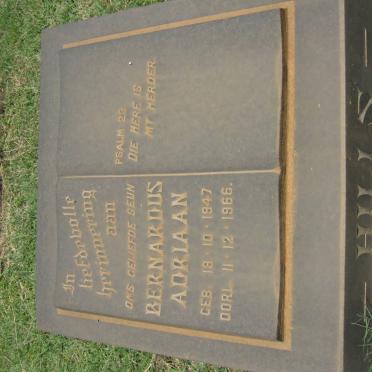 In
liefdevolle
herinnering
aan
ONS GELIEFDE SEUN
BERNARDUS
ADRIAAN
GEB. 18 · 10 · 1947
OORL. 11 · 12 · 1966.
PSALM 23
DIE HERE IS
MY HERDER.